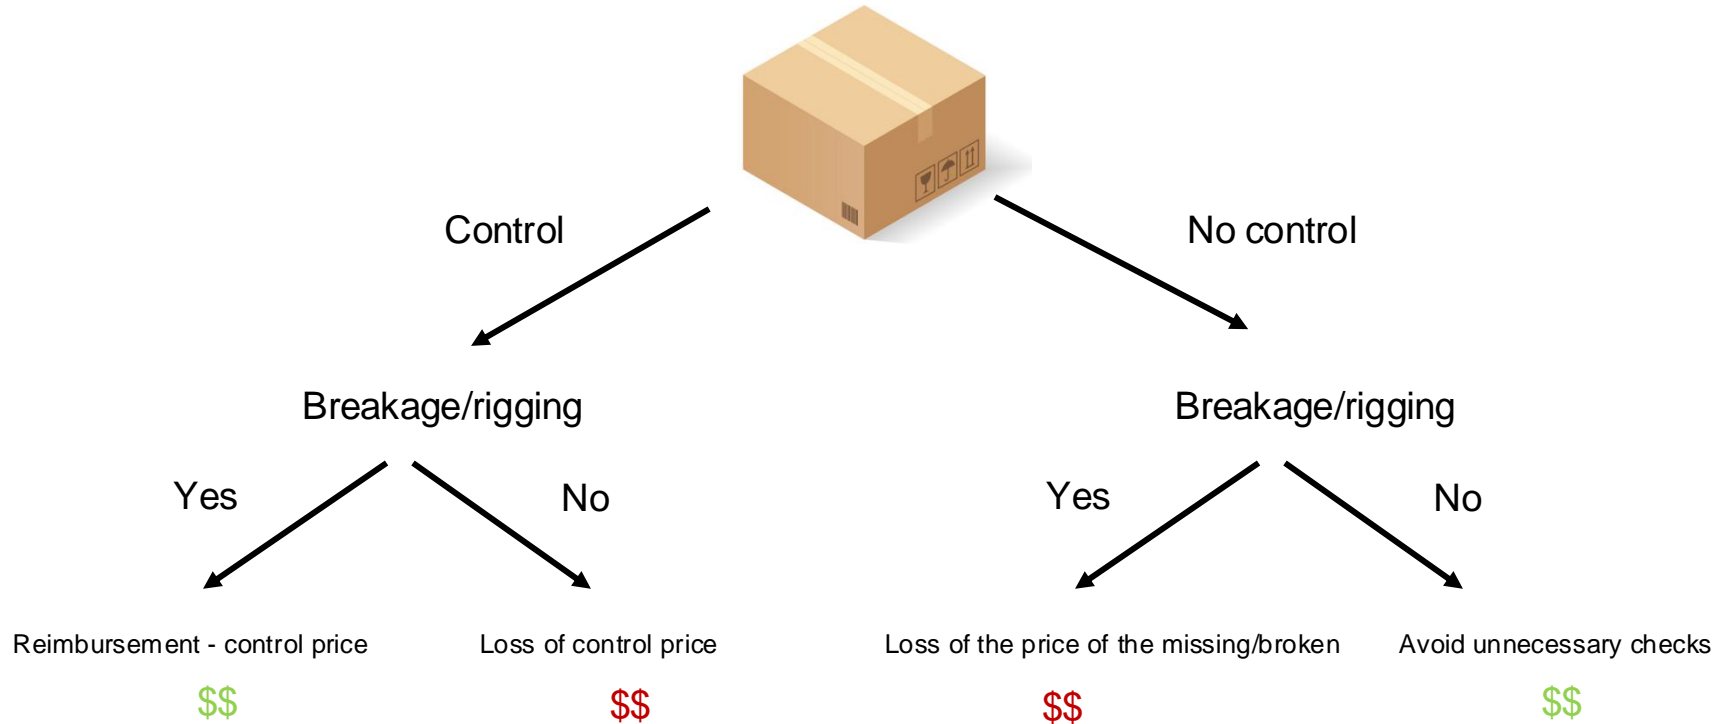 Control
No control
Breakage/rigging
Breakage/rigging
Yes
No
Yes
No
Reimbursement - control price
Loss of control price
Loss of the price of the missing/broken
Avoid unnecessary checks
$$
$$
$$
$$